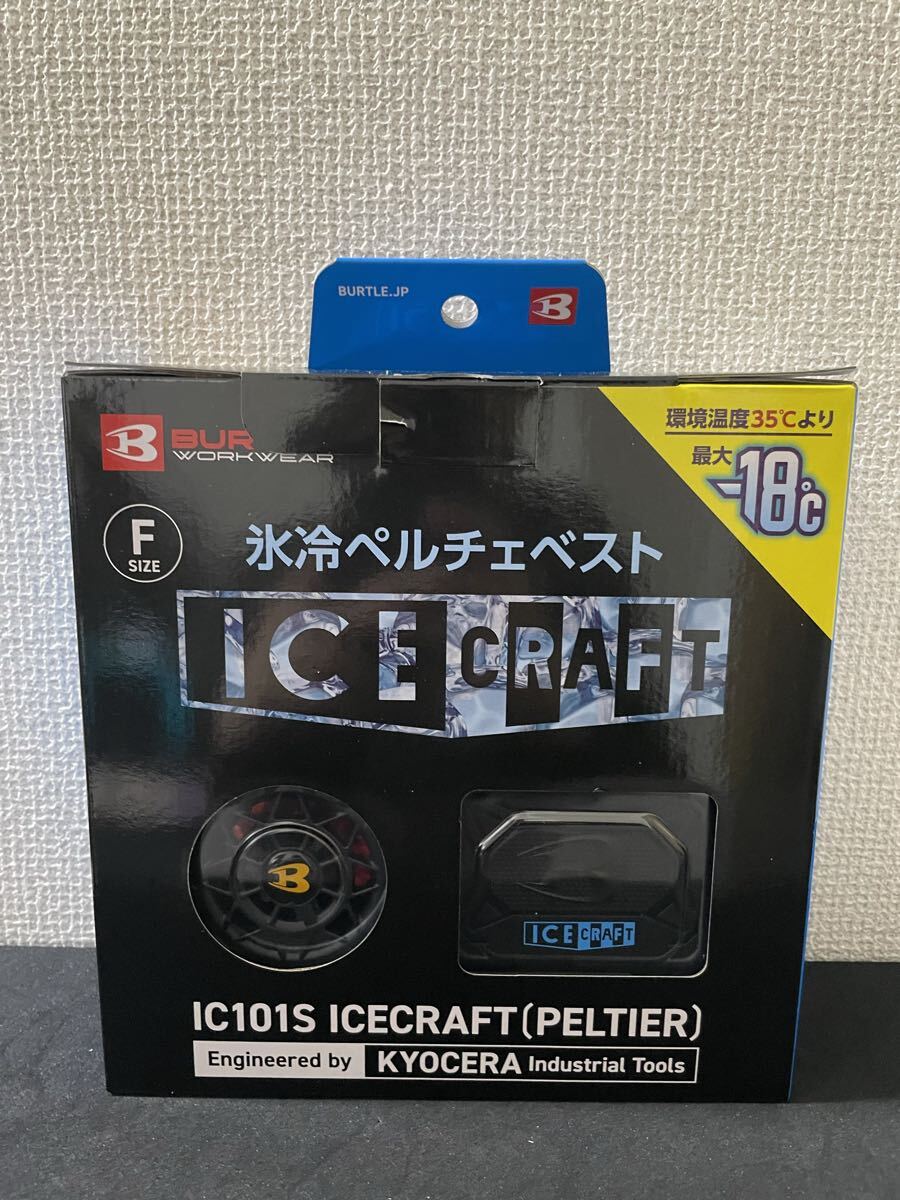 BURTLE.JP
B
環境温度35℃より
最大-18℃
B BUR
WORKWEAR
F
SIZE
氷冷ペルチェベスト
ICE CRAFT
B
ICE CRAFT
IC101S ICECRAFT(PELTIER)
Engineered by KYOCERA Industrial Tools